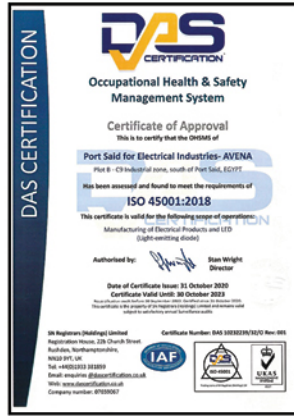 DAS CERTIFICATION
DAS
CERTIFICATION
Occupational Health & Safety
Management System
Certificate of Approval
This is to certify that the OHSMS of
Port Said for Electrical Industries- AVENA
Plot B - C9 Industrial zone, south of Port Said, EGYPT
Has been assessed and found to meet the requirements of
ISO 45001:2018
This certificate is valid for the following scope of operations:
Manufacturing of Electrical Products and LED
(Light-emitting diode)
Authorised by:
Stan Wright
Director
Date of Certificate Issue: 31 October 2020
Certificate Valid Until: 30 October 2023
SN Registrars (Holdings) Limited
Registration House, 22b Church Street
Rushden, Northamptonshire,
NN10 9YT, UK
Email: enquiries @dascertification.co.uk
Web: www.dascertification.co.uk
Certificate Number: DAS
Rev: 001
IAF
ISO 45001
UKAS